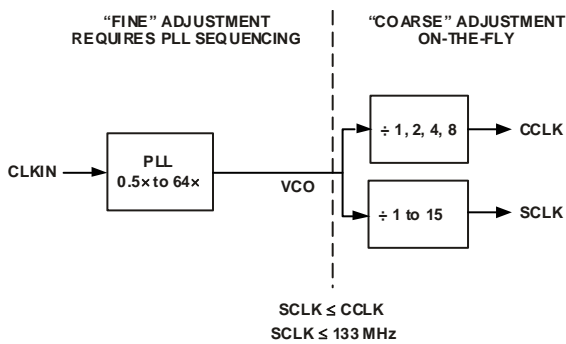 “FINE” ADJUSTMENT
REQUIRES PLL SEQUENCING
“COARSE” ADJUSTMENT
ON-THE-FLY
CLKIN
PLL
0.5× to 64×
VCO
÷ 1, 2, 4, 8
CCLK
÷ 1 to 15
SCLK
SCLK ≤ CCLK
SCLK ≤ 133 MHz